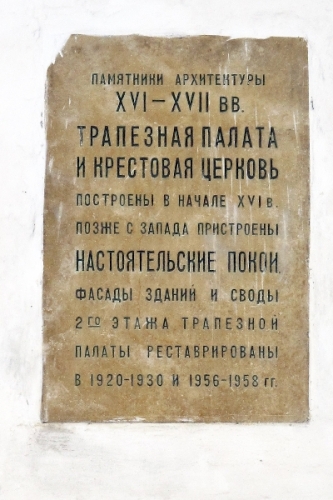 ПАМЯТНИКИ АРХИТЕКТУРЫ
XVI–XVII ВВ.
ТРАПЕЗНАЯ ПАЛАТА
И КРЕСТОВАЯ ЦЕРКОВЬ
ПОСТРОЕНЫ В НАЧАЛЕ XVI В.
ПОЗЖЕ С ЗАПАДА ПРИСТРОЕНЫ
НАСТОЯТЕЛЬСКИЕ ПОКОИ.
ФАСАДЫ ЗДАНИЙ И СВОДЫ
2ГО ЭТАЖА ТРАПЕЗНОЙ
ПАЛАТЫ РЕСТАВРИРОВАНЫ
В 1920-1930 И 1956-1958 ГГ.